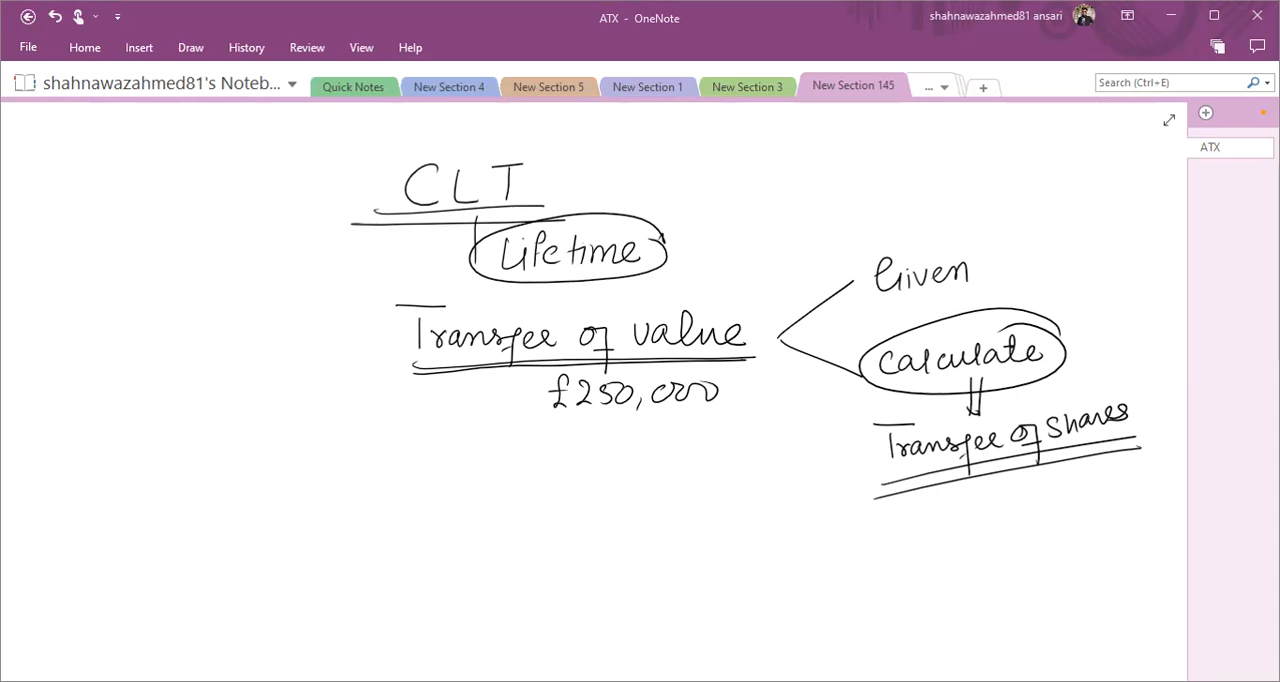 ATX - OneNote
shahnawazahmed81 ansari
File Home Insert Draw History Review View Help
shahnawazahmed81's Noteb...
Quick Notes
New Section 4
New Section 5
New Section 1
New Section 3
New Section 145
...
Search (Ctrl+E)
ATX
CLT
Lifetime
Transfer of value
£250,000
Given
Calculate
Transfer of Shares